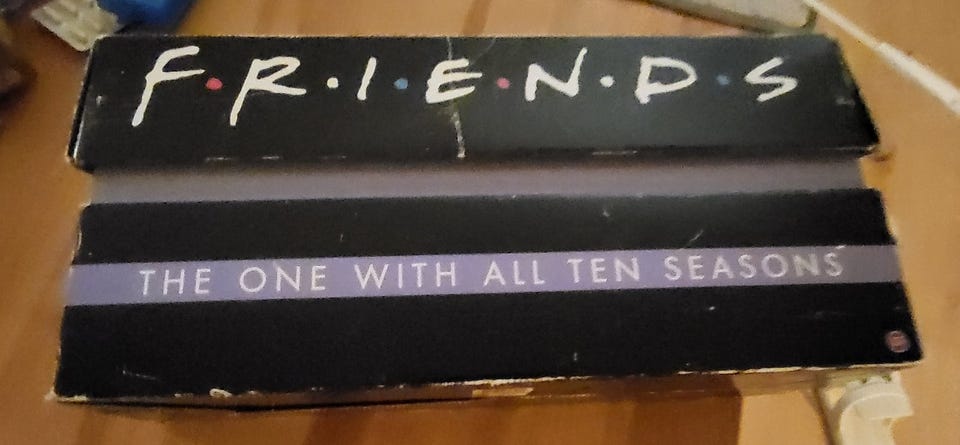 F·R·I·E·N·D·S
THE ONE WITH ALL TEN SEASONS